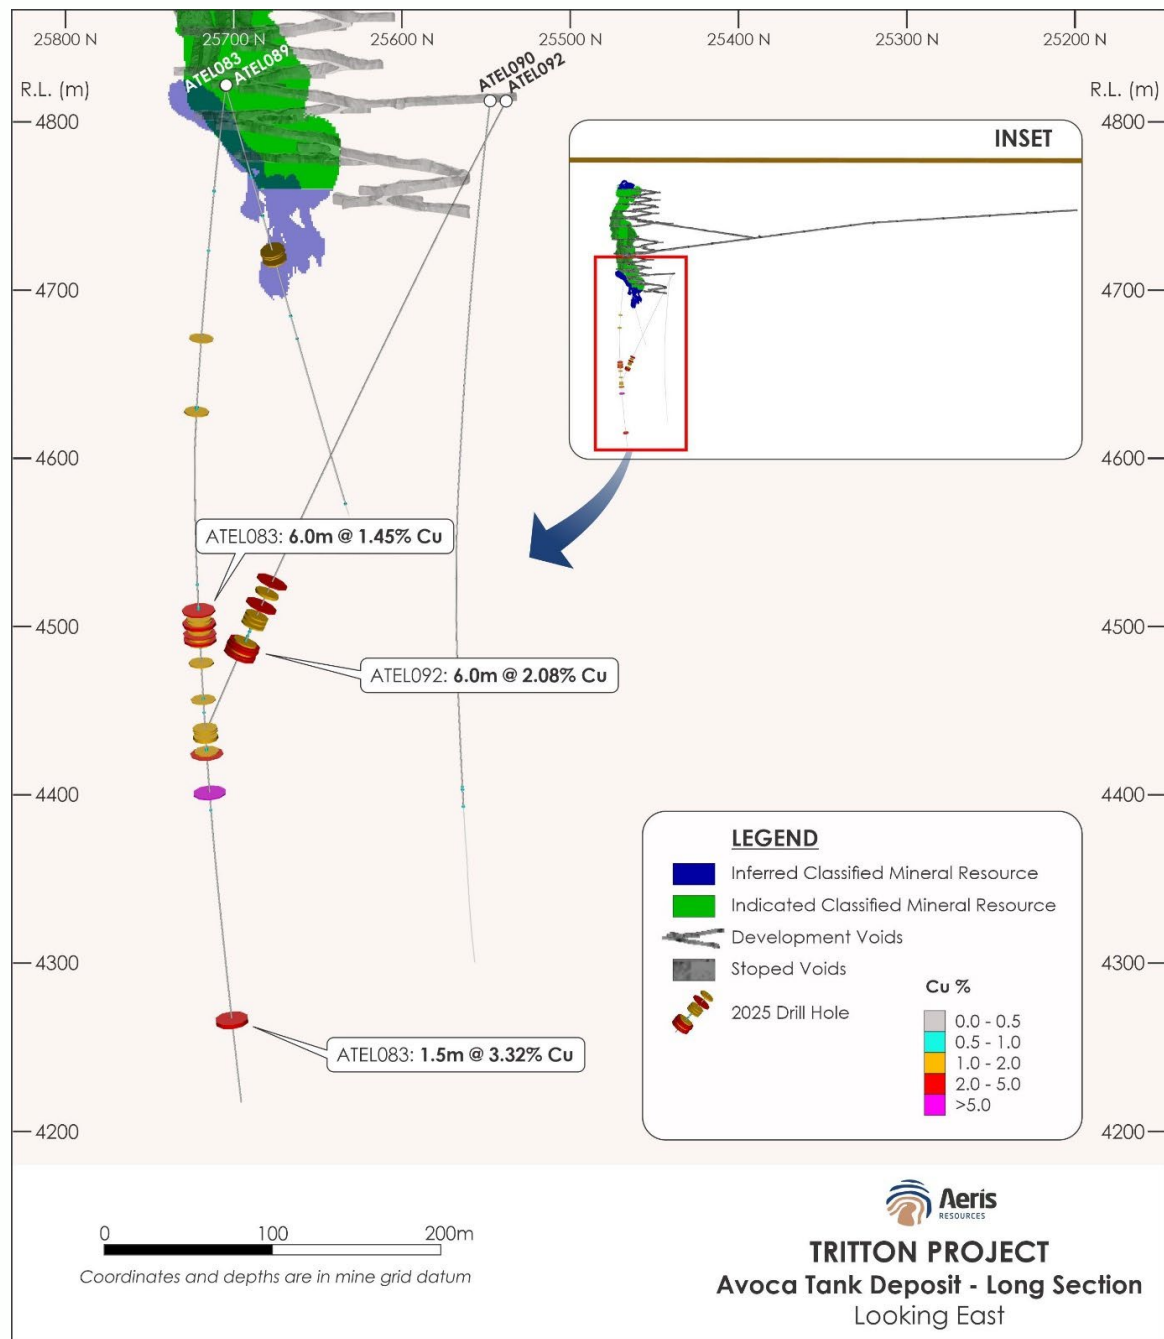 25800 N 25700 N 25600 N 25500 N 25400 N 25300 N 25200 N
ATEL083 ATEL089 ATEL090 ATEL092
R.L. (m) R.L. (m)
4800 4800
INSET
4700 4700
4600 4600
ATEL083: 6.0m @ 1.45% Cu
4500 4500
ATEL092: 6.0m @ 2.08% Cu
4400 4400
LEGEND
Inferred Classified Mineral Resource
Indicated Classified Mineral Resource
Development Voids
Stoped Voids
2025 Drill Hole
Cu %
0.0 - 0.5
0.5 - 1.0
1.0 - 2.0
2.0 - 5.0
>5.0
4300 4300
ATEL083: 1.5m @ 3.32% Cu
4200 4200
0 100 200m
Coordinates and depths are in mine grid datum
Aeris
RESOURCES
TRITTON PROJECT
Avoca Tank Deposit - Long Section
Looking East